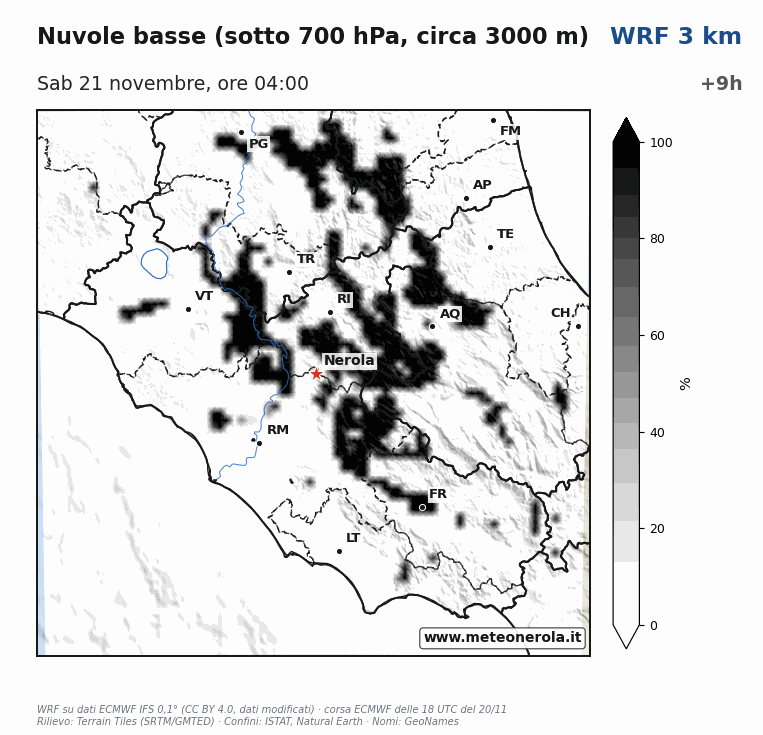 Nuvole basse (sotto 700 hPa, circa 3000 m) WRF 3 km
Sab 21 novembre, ore 04:00 +9h
FM
PG
AP
TE
TR
VT
RI
AQ
CH.
Nerola
RM
FR
LT
100
80
60
40
20
0
%
www.meteonerola.it
WRF su dati ECMWF IFS 0,1° (CC BY 4.0, dati modificati) · corsa ECMWF delle 18 UTC del 20/11
Rilievo: Terrain Tiles (SRTM/GMTED) · Confini: ISTAT, Natural Earth · Nomi: GeoNames